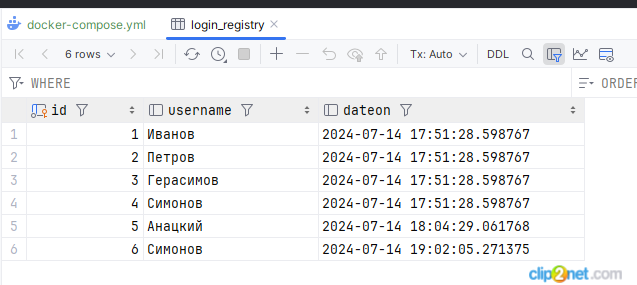 docker-compose.yml login_registry
6 rows Tx: Auto DDL
WHERE ORDER
id username dateon
1 1 Иванов 2024-07-14 17:51:28.598767
2 2 Петров 2024-07-14 17:51:28.598767
3 3 Герасимов 2024-07-14 17:51:28.598767
4 4 Симонов 2024-07-14 17:51:28.598767
5 5 Анацкий 2024-07-14 18:04:29.061768
6 6 Симонов 2024-07-14 19:02:05.271375
clip2net.com